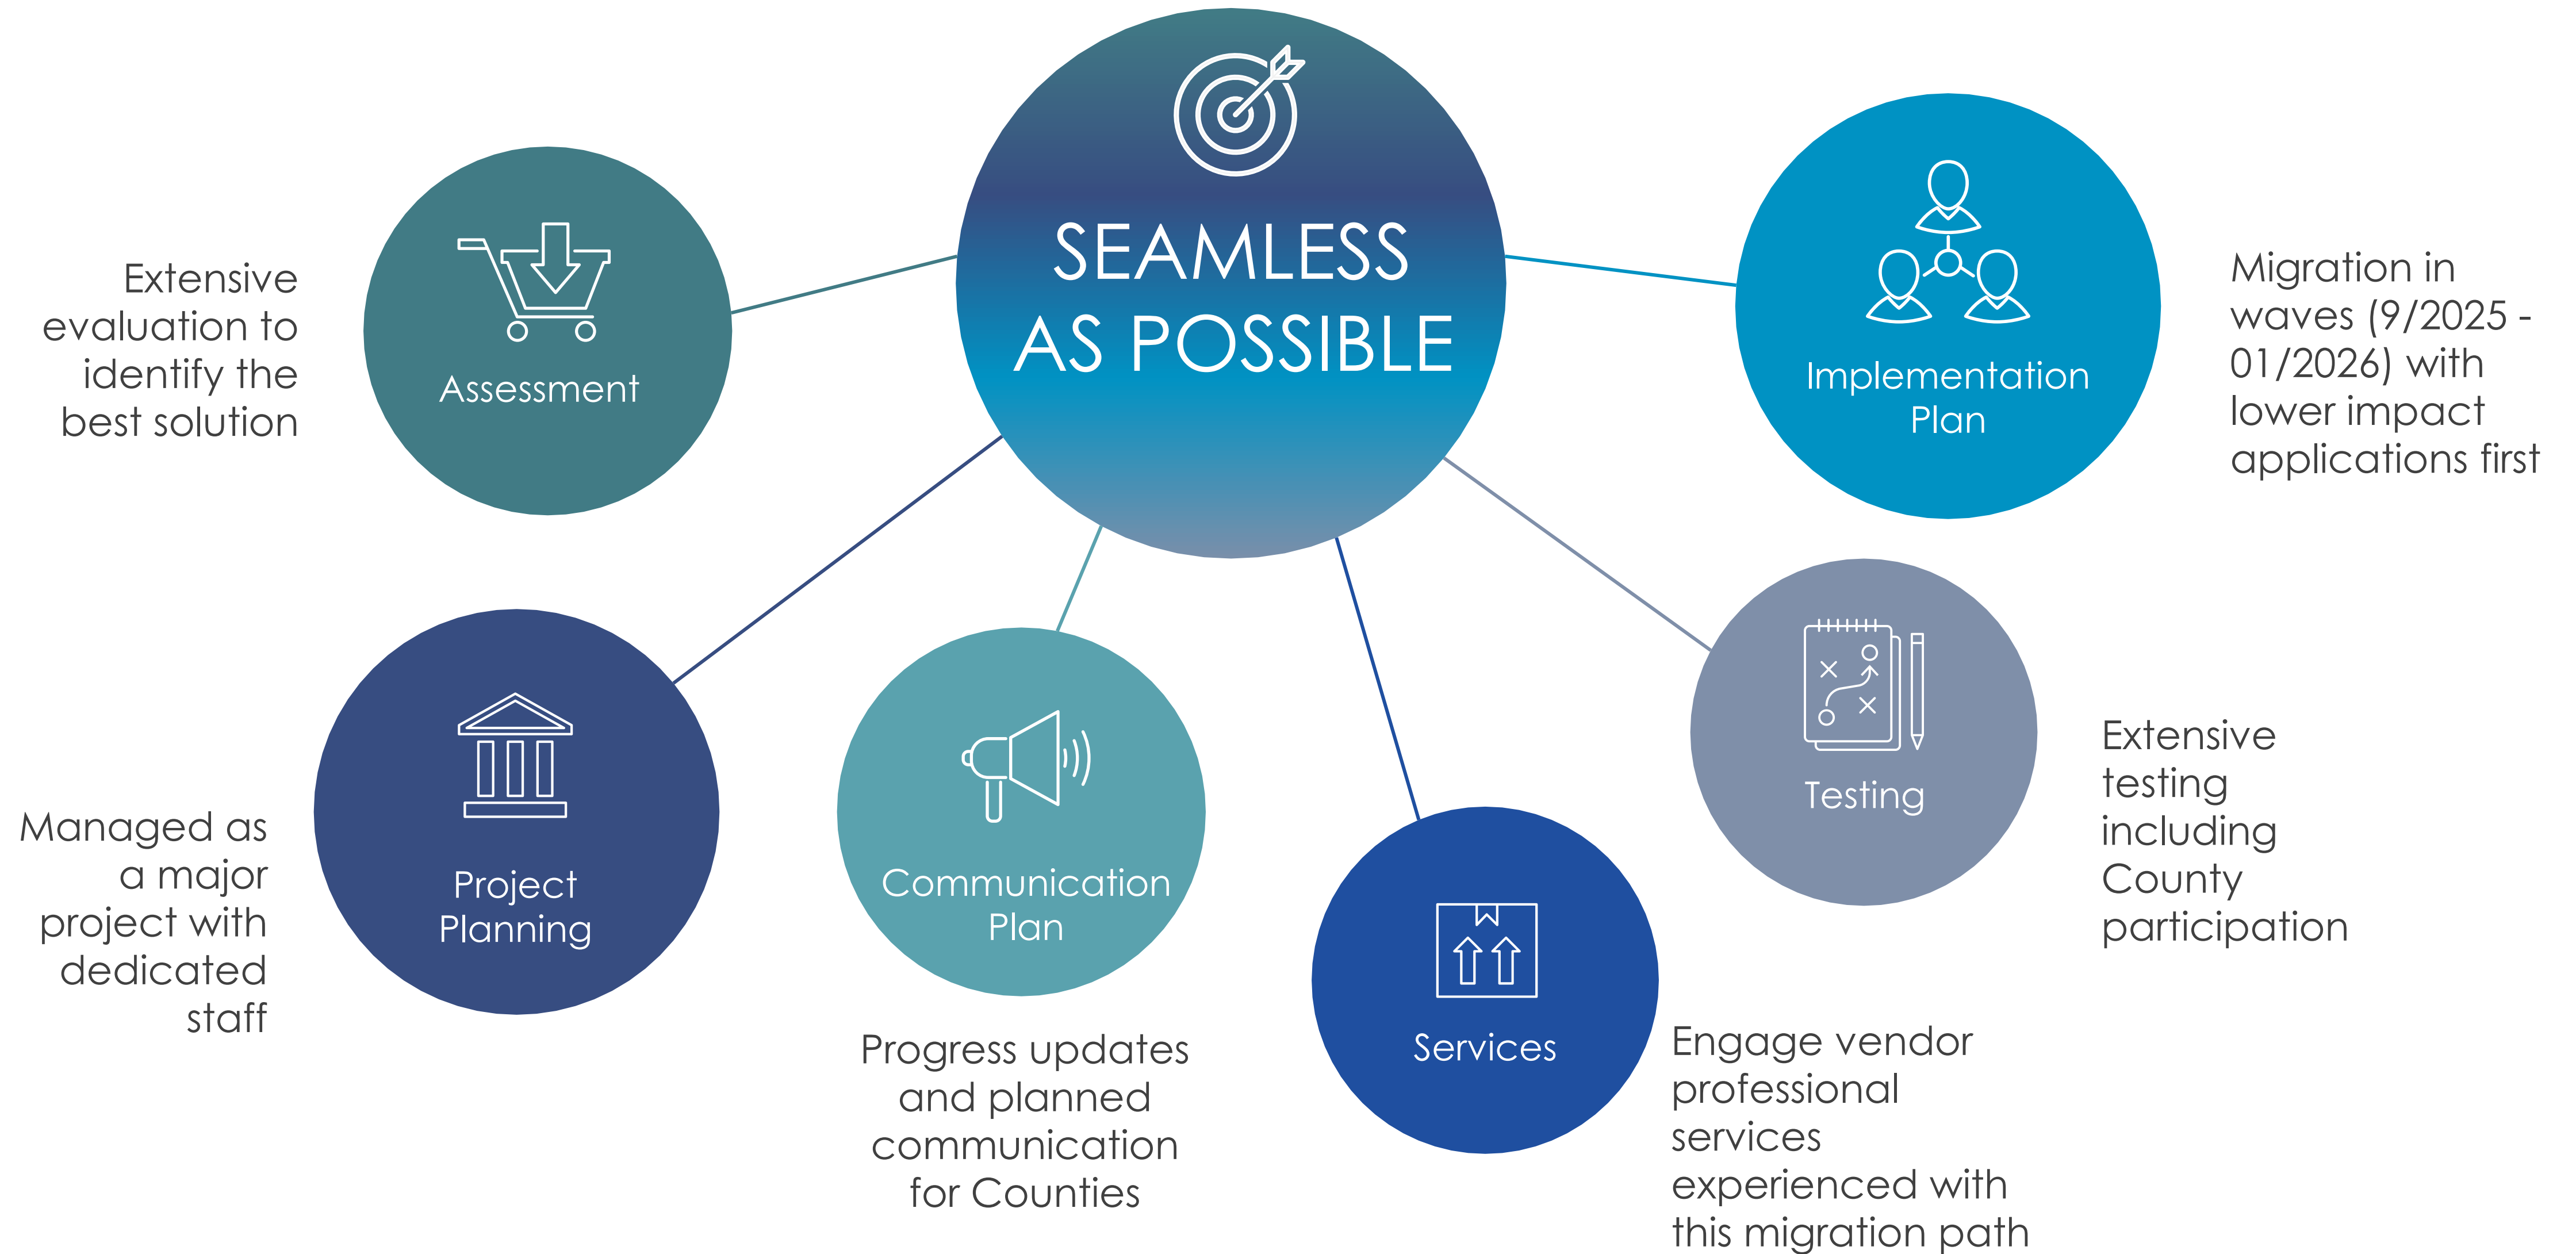 SEAMLESS
AS POSSIBLE
Extensive
evaluation to
identify the
best solution
Assessment
Managed as
a major
project with
dedicated
staff
Project
Planning
Communication
Plan
Progress updates
and planned
communication
for Counties
Services
Engage vendor
professional
services
experienced with
this migration path
Testing
Extensive
testing
including
County
participation
Implementation
Plan
Migration in
waves (9/2025 -
01/2026) with
lower impact
applications first